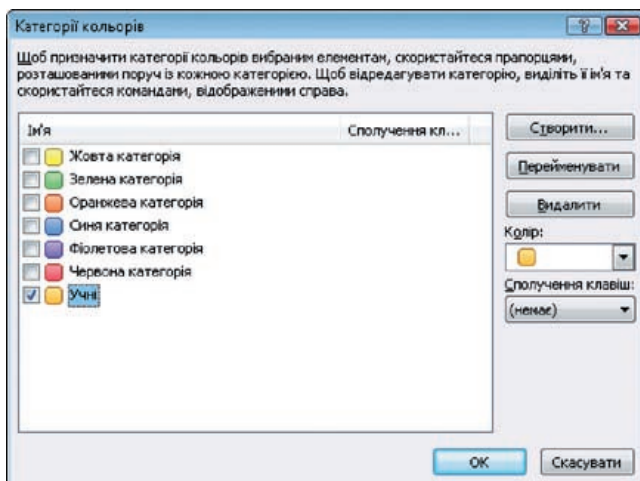 Категорії кольорів
Щоб призначити категорії кольорів вибраним елементам, скористайтеся прапорцями,
розташованими поруч із кожною категорією. Щоб відредагувати категорію, виділіть її ім'я та
скористайтеся командами, відображеними справа.
Ім'я Сполучення кл...
Жовта категорія
Зелена категорія
Оранжева категорія
Синя категорія
Фіолетова категорія
Червона категорія
Учні
Створити...
Перейменувати
Видалити
Колір:
Сполучення клавіш:
(немає)
ОК Скасувати